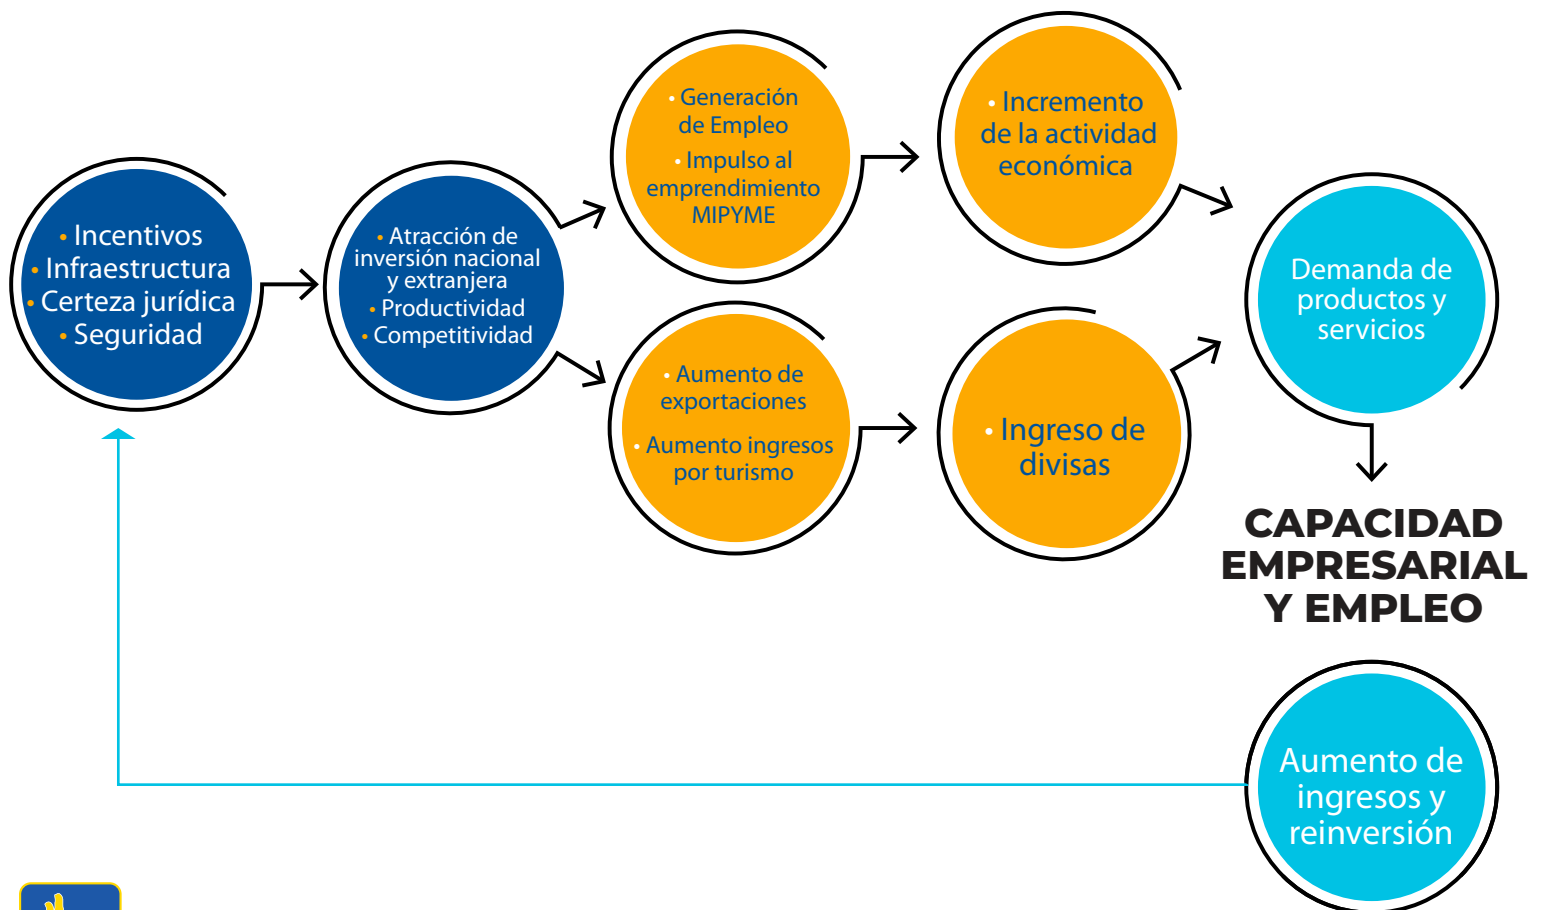 • Incentivos
• Infraestructura
• Certeza jurídica
• Seguridad
• Atracción de
inversión nacional
y extranjera
• Productividad
• Competitividad
• Generación
de Empleo
• Impulso al
emprendimiento
MIPYME
• Aumento de
exportaciones
• Aumento ingresos
por turismo
• Incremento
de la actividad
económica
• Ingreso de
divisas
Demanda de
productos y
servicios
CAPACIDAD
EMPRESARIAL
Y EMPLEO
Aumento de
ingresos y
reinversión